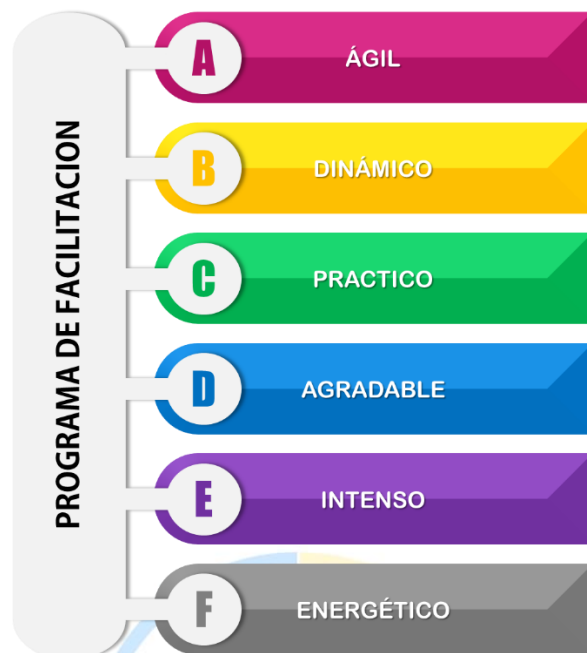 PROGRAMA DE FACILITACION
A
ÁGIL
B
DINÁMICO
C
PRACTICO
D
AGRADABLE
E
INTENSO
F
ENERGÉTICO